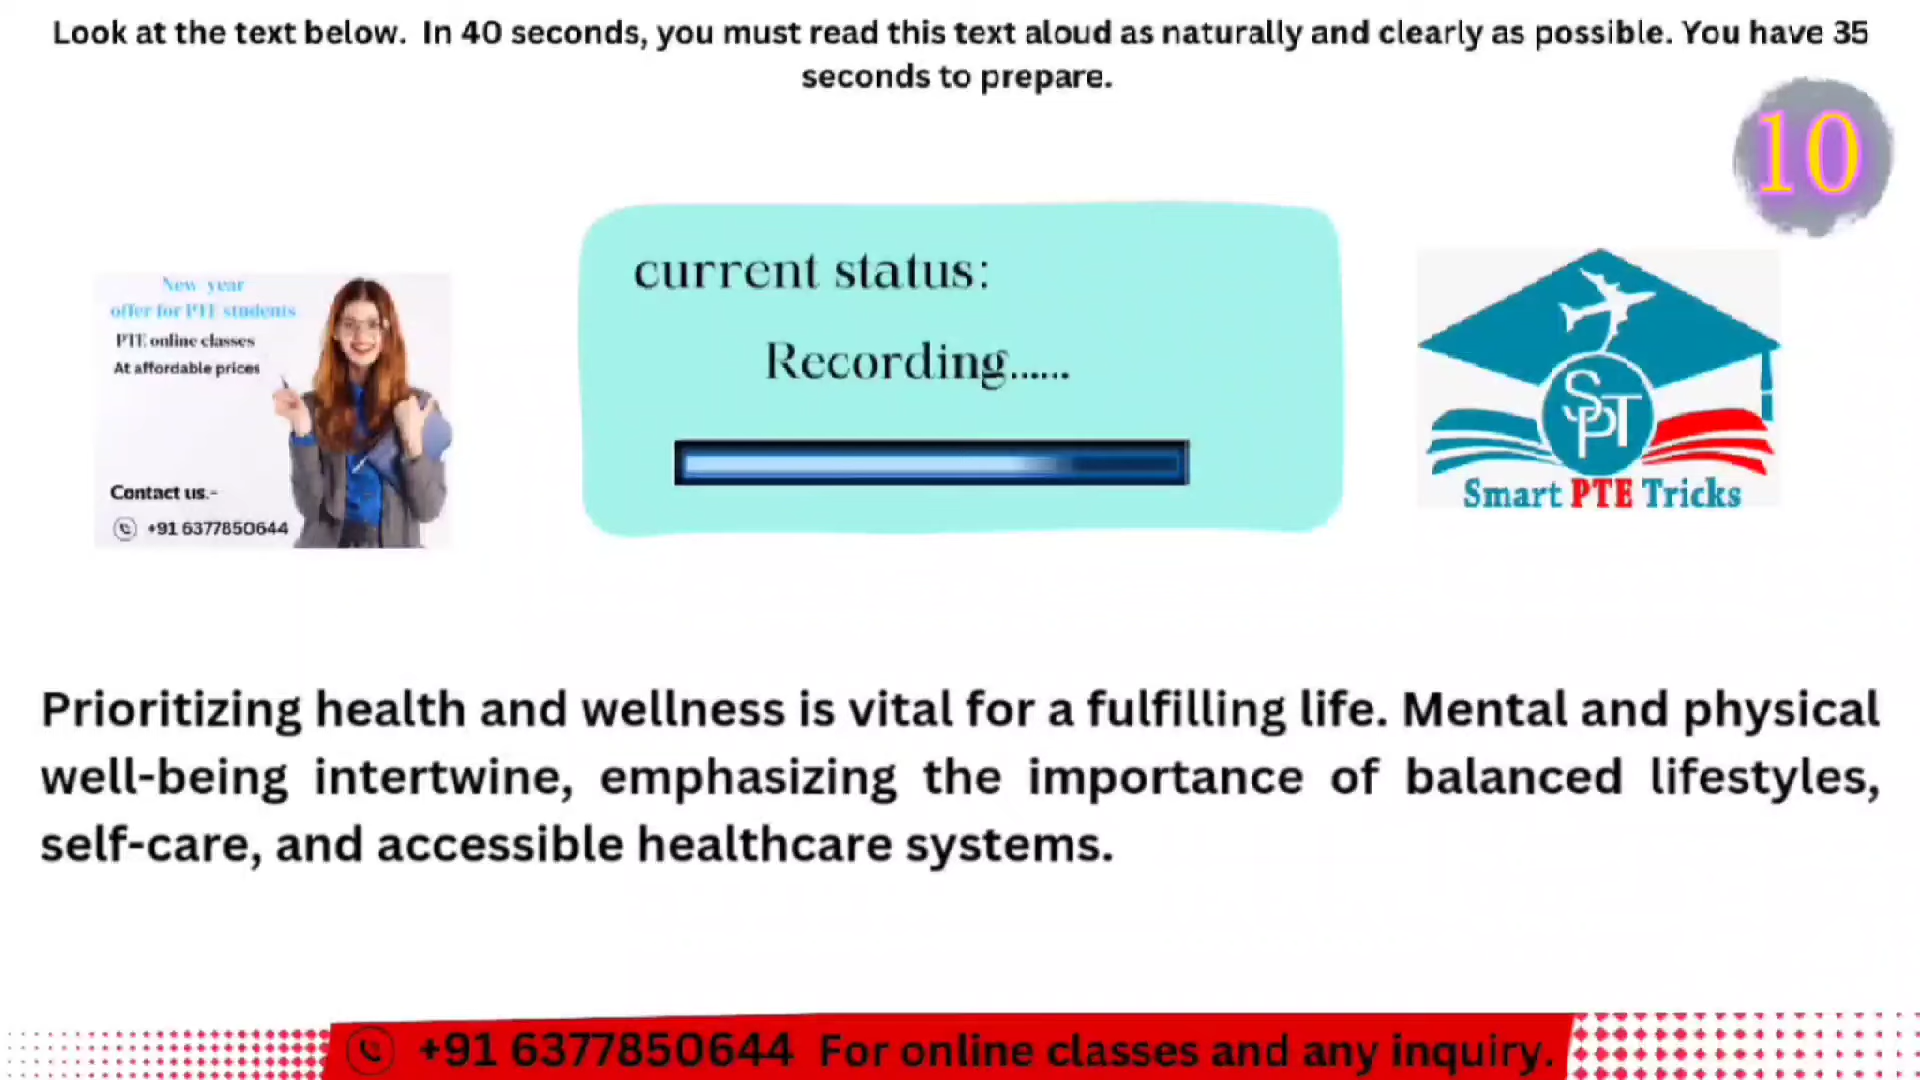 Look at the text below. In 40 seconds, you must read this text aloud as naturally and clearly as possible. You have 35
seconds to prepare.
10
New year
offer for PTE students
PTE online classes
At affordable prices
Contact us.-
+91 6377850644
current status:
Recording......
SPT
Smart PTE Tricks
Prioritizing health and wellness is vital for a fulfilling life. Mental and physical
well-being intertwine, emphasizing the importance of balanced lifestyles,
self-care, and accessible healthcare systems.
+91 6377850644 For online classes and any inquiry.